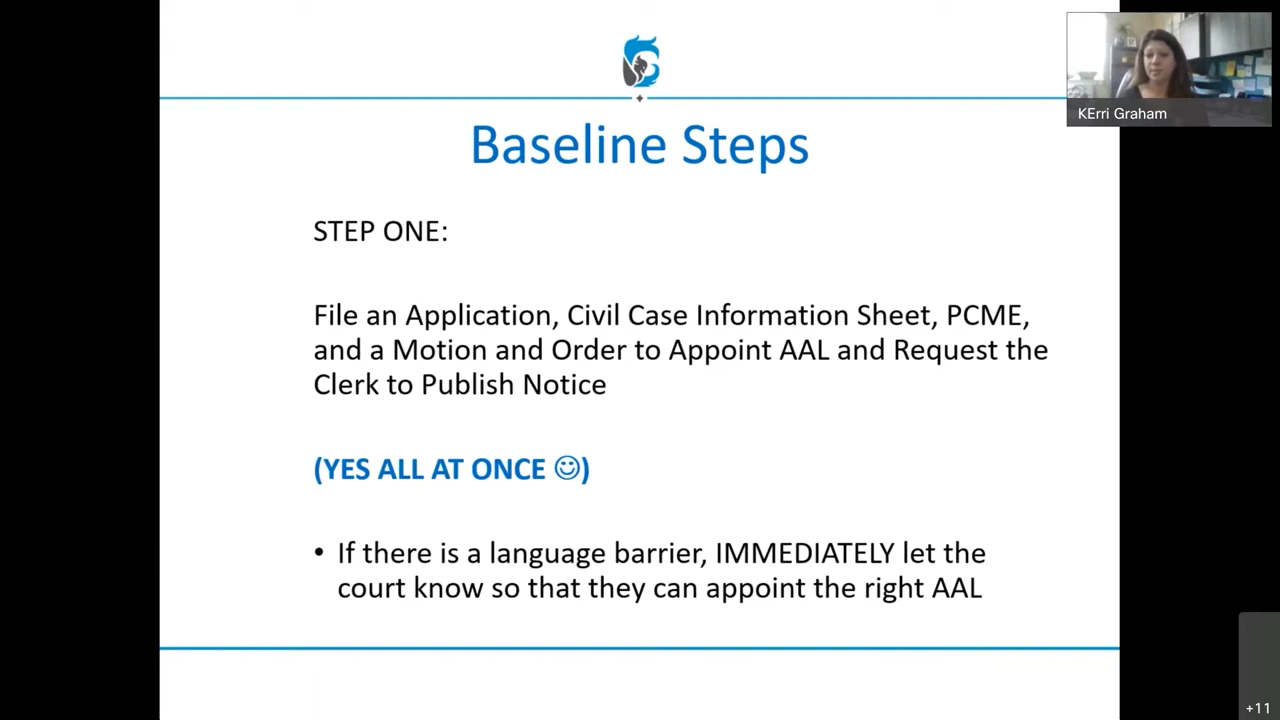 KErri Graham
Baseline Steps
STEP ONE:
File an Application, Civil Case Information Sheet, PCME,
and a Motion and Order to Appoint AAL and Request the
Clerk to Publish Notice
(YES ALL AT ONCE ☺)
• If there is a language barrier, IMMEDIATELY let the
court know so that they can appoint the right AAL
+11